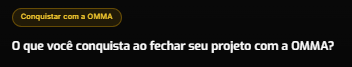 Conquistar com a OMMA
O que você conquista ao fechar seu projeto com a OMMA?